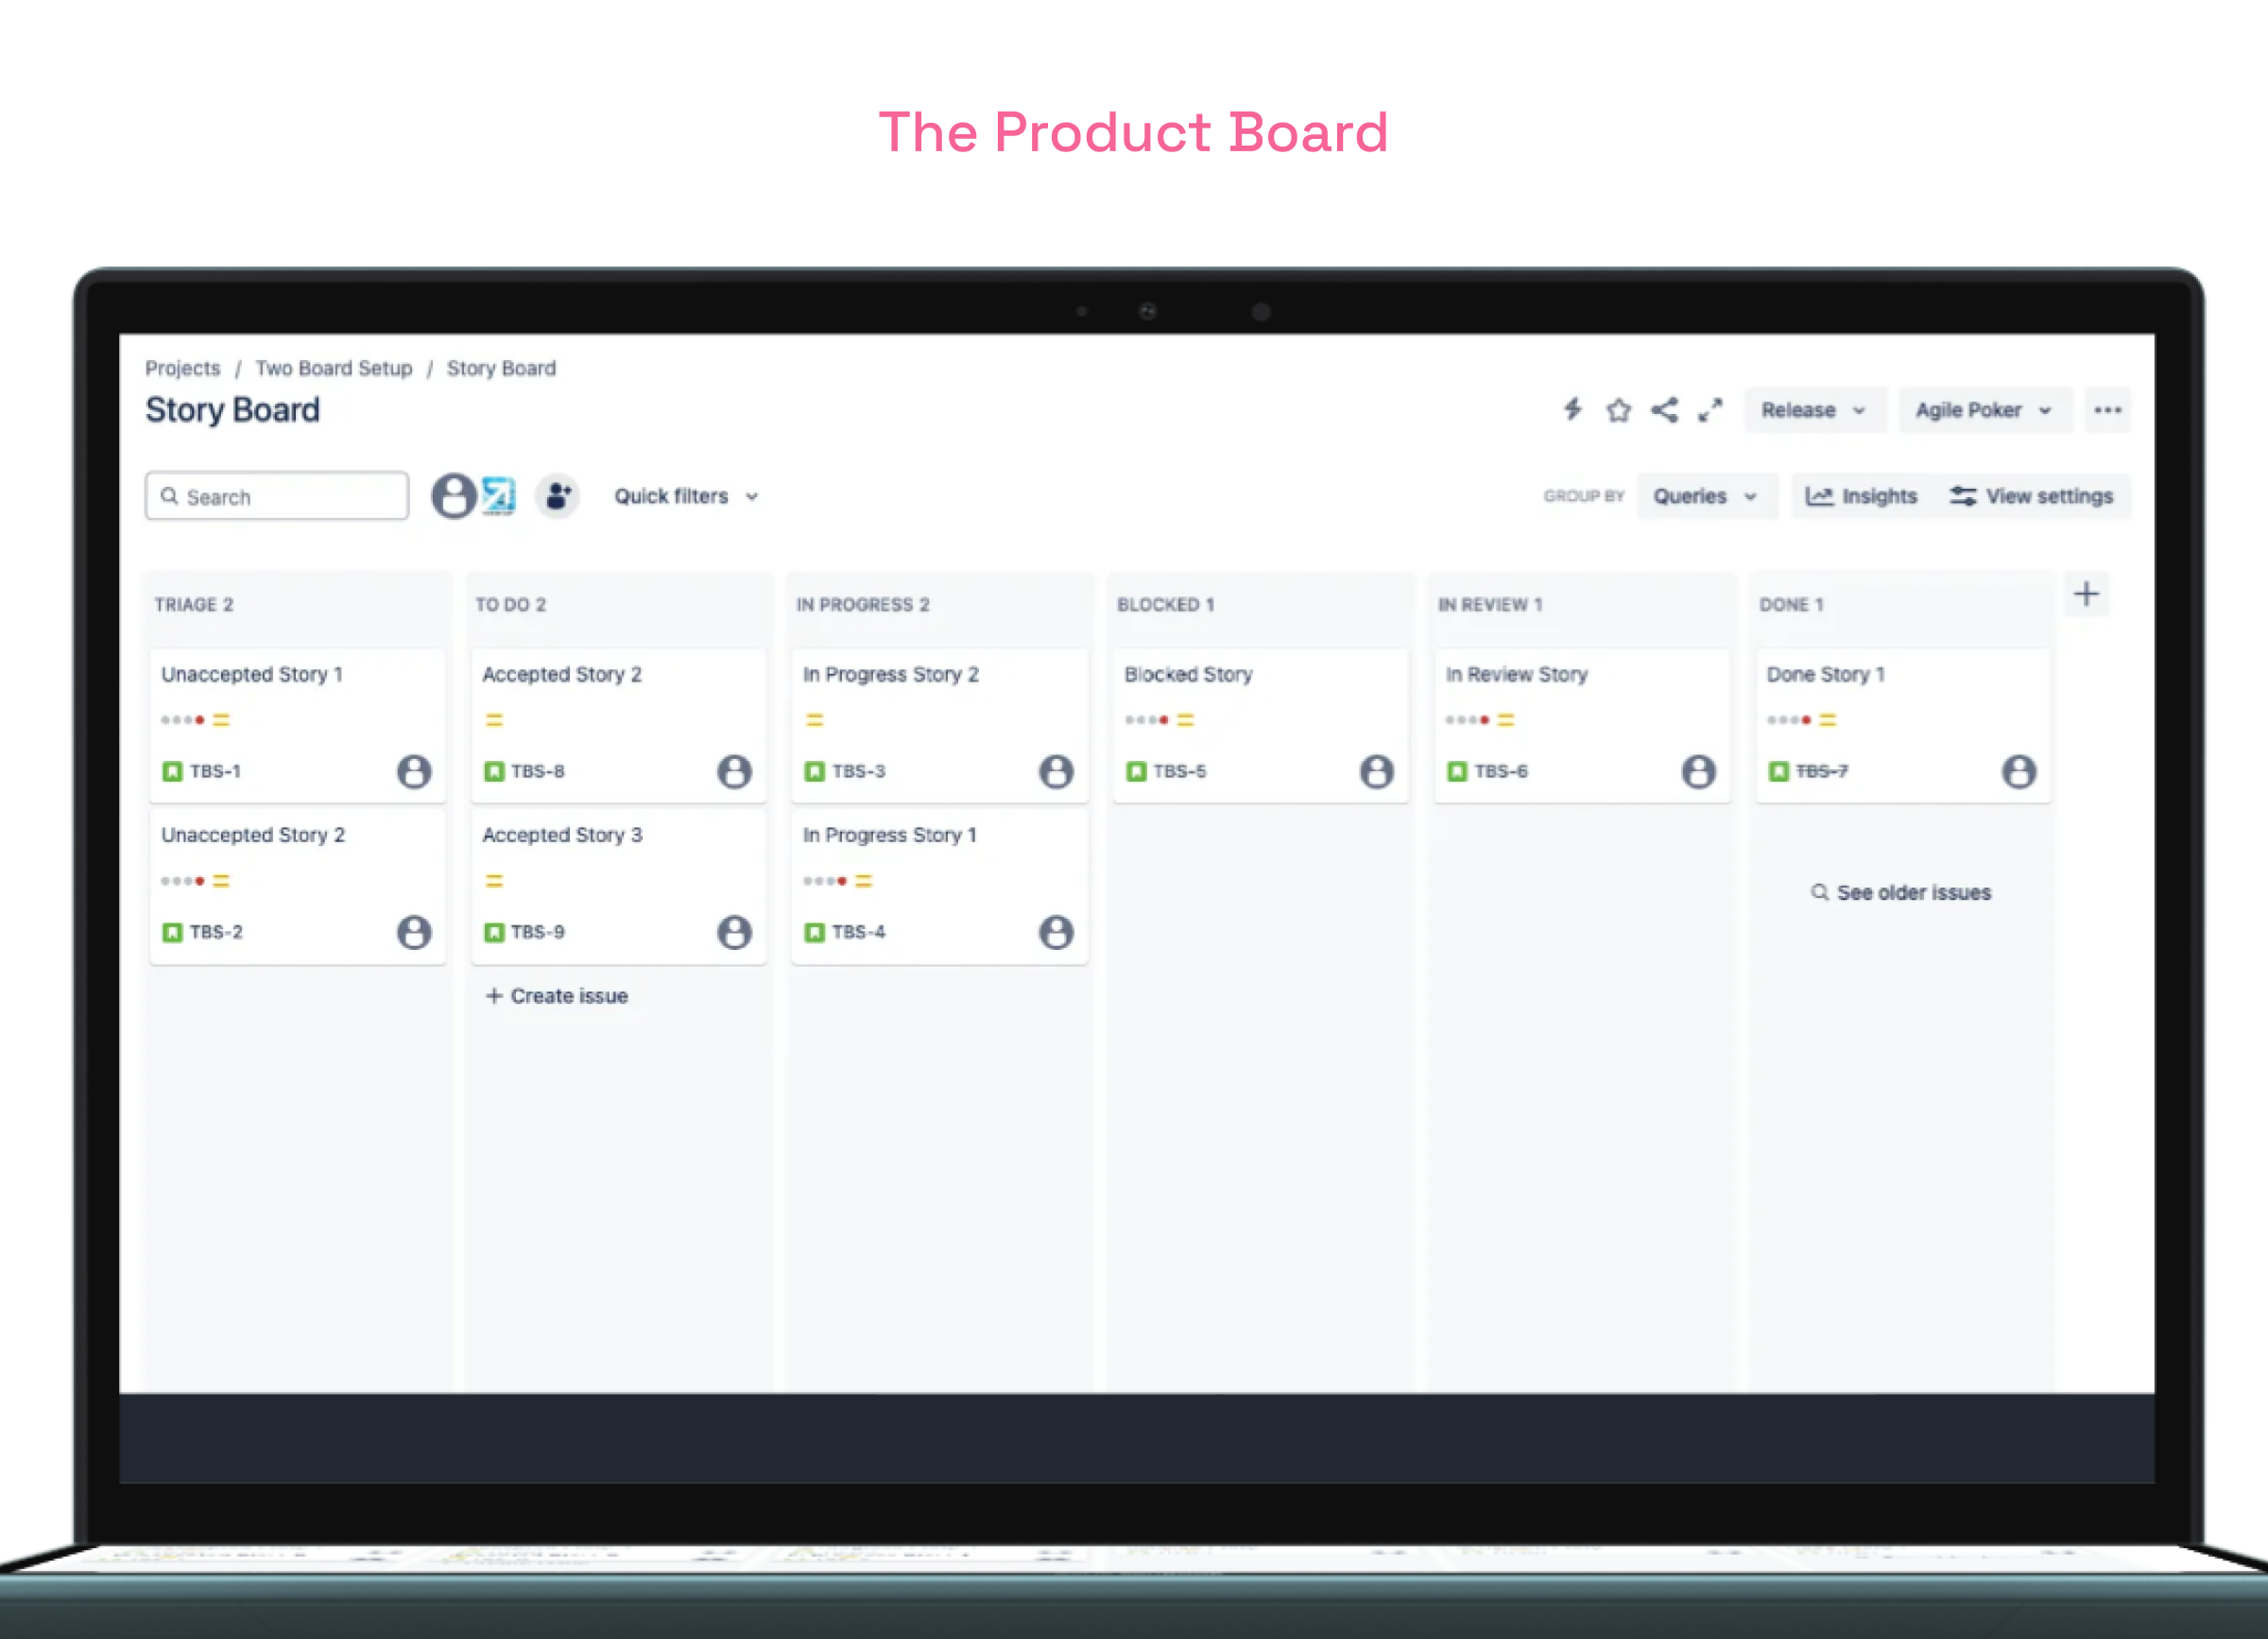 The Product Board
Projects / Two Board Setup / Story Board
Story Board
Release
Agile Poker
Search
Quick filters
GROUP BY
Queries
Insights
View settings
TRIAGE 2
TO DO 2
IN PROGRESS 2
BLOCKED 1
IN REVIEW 1
DONE 1
Unaccepted Story 1
Accepted Story 2
In Progress Story 2
Blocked Story
In Review Story
Done Story 1
TBS-1
TBS-8
TBS-3
TBS-5
TBS-6
TBS-7
Unaccepted Story 2
Accepted Story 3
In Progress Story 1
See older issues
TBS-2
TBS-9
TBS-4
+ Create issue